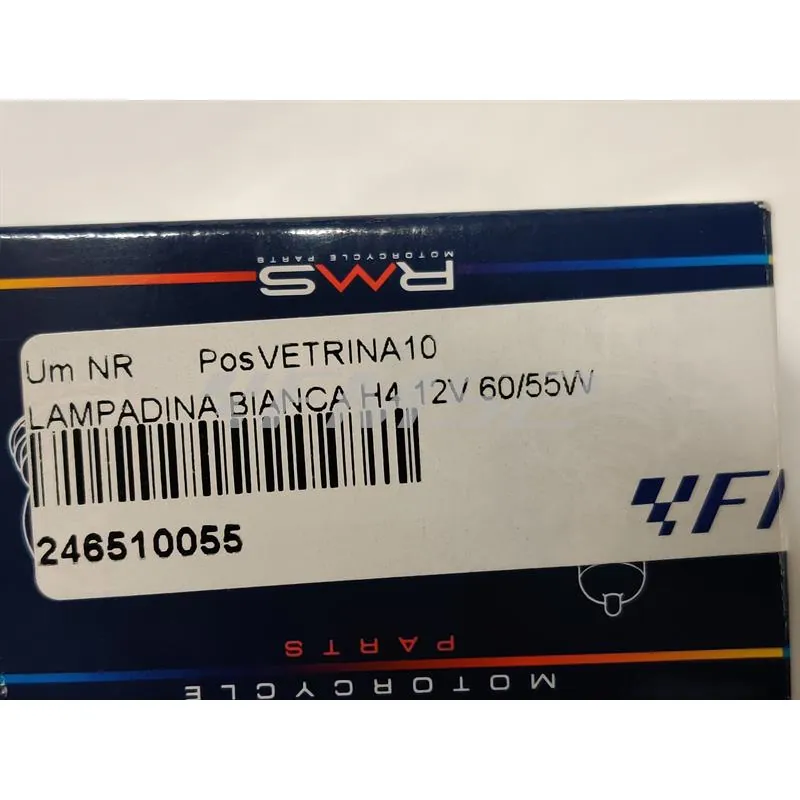 RMS
MOTORCYCLE PARTS
Um NR PosVETRINA10
LAMPADINA BIANCA H4 12V 60/55W
246510055
PARTS
MOTORCYCLE